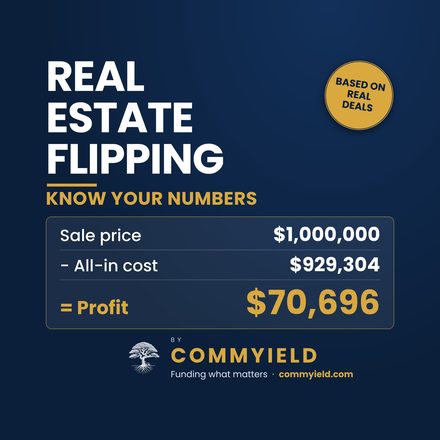 REAL
ESTATE
FLIPPING
BASED ON
REAL
DEALS
KNOW YOUR NUMBERS
Sale price $1,000,000
- All-in cost $929,304
= Profit $70,696
BY
COMMYIELD
Funding what matters · commyield.com